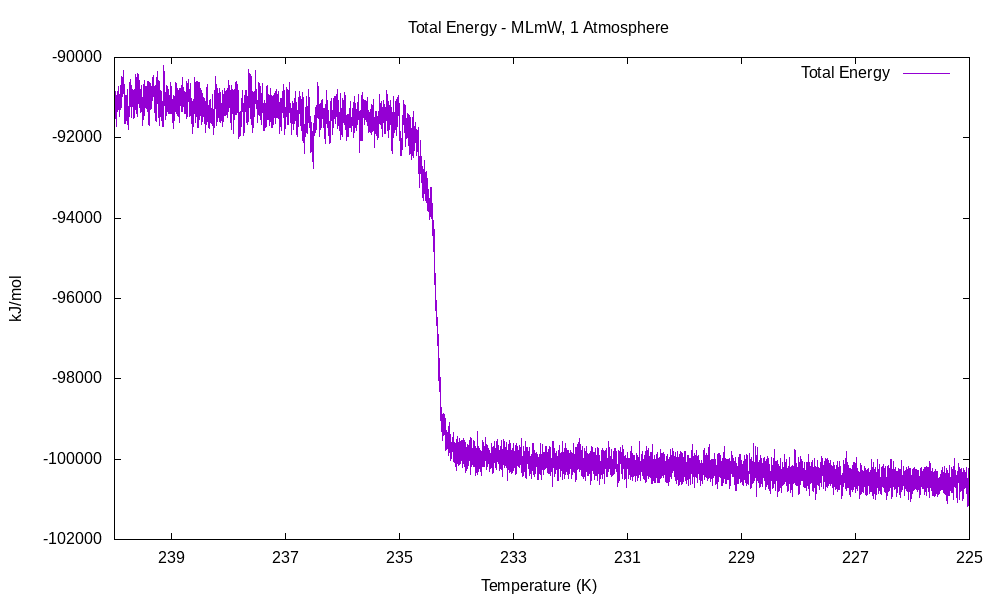 Total Energy - MLmW, 1 Atmosphere
-90000
Total Energy
-92000
-94000
kJ/mol
-96000
-98000
-100000
-102000
239 237 235 233 231 229 227 225
Temperature (K)